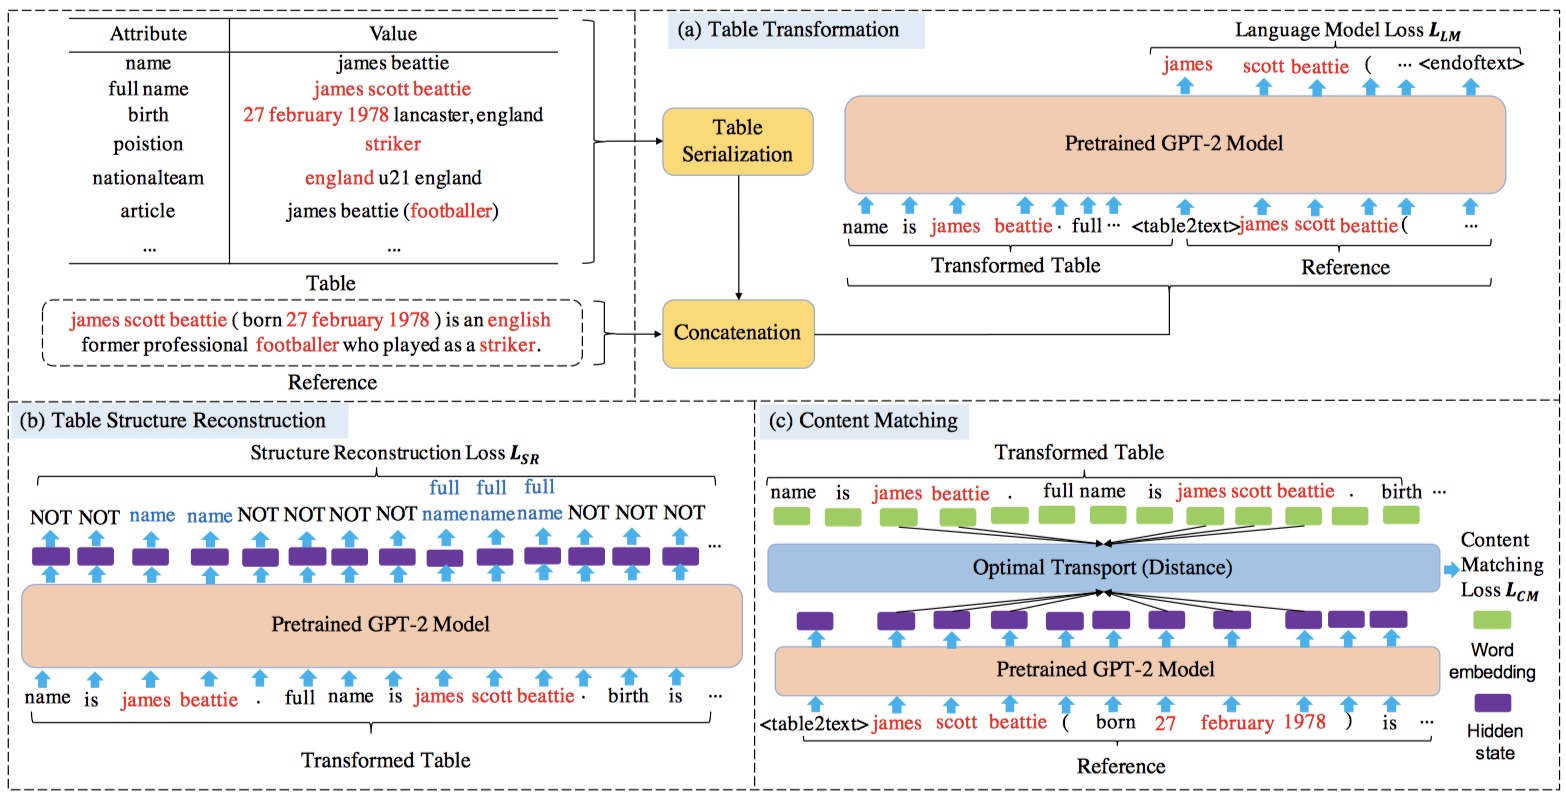 Attribute Value
name james beattie
full name james scott beattie
birth 27 february 1978 lancaster, england
poistion striker
nationalteam england u21 england
article james beattie (footballer)
... ...
Table
james scott beattie ( born 27 february 1978 ) is an english
former professional footballer who played as a striker.
Reference
(a) Table Transformation
Table
Serialization
Concatenation
Language Model Loss L_LM
james scott beattie ( ... <endoftext>
Pretrained GPT-2 Model
name is james beattie . full ... <table2text> james scott beattie ( ...
Transformed Table Reference
(b) Table Structure Reconstruction
Structure Reconstruction Loss L_SR
full full full
NOT NOT name name NOT NOT NOT NOT name name name NOT NOT NOT ...
Pretrained GPT-2 Model
name is james beattie . full name is james scott beattie . birth is ...
Transformed Table
(c) Content Matching
Transformed Table
name is james beattie . full name is james scott beattie . birth ...
Optimal Transport (Distance)
Content
Matching
Loss L_CM
Pretrained GPT-2 Model
Word
embedding
Hidden
state
<table2text> james scott beattie ( born 27 february 1978 ) is ...
Reference